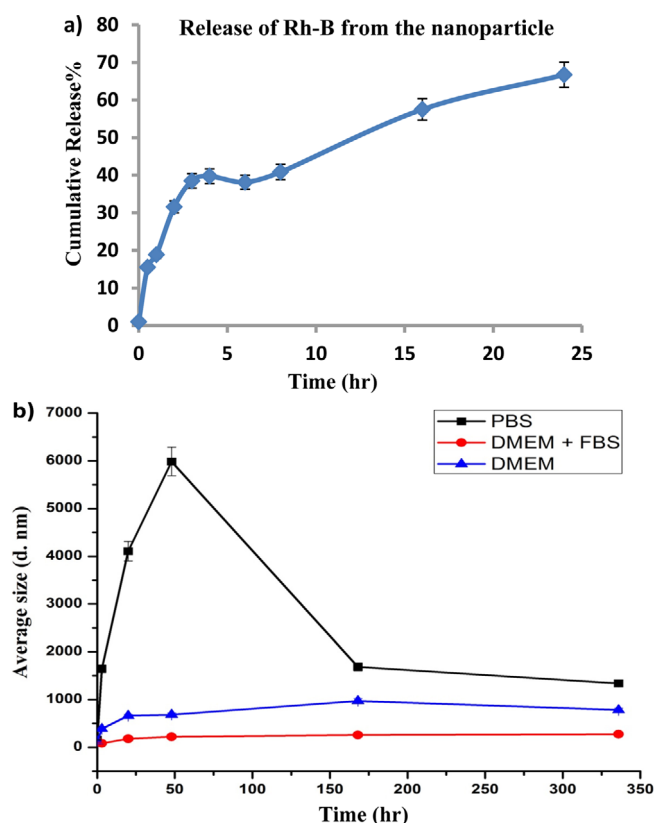 a)
Release of Rh-B from the nanoparticle
Cumulative Release%
80
70
60
50
40
30
20
10
0
0 5 10 15 20 25
Time (hr)
b)
PBS
DMEM + FBS
DMEM
Average size (d. nm)
7000
6000
5000
4000
3000
2000
1000
0
0 50 100 150 200 250 300 350
Time (hr)